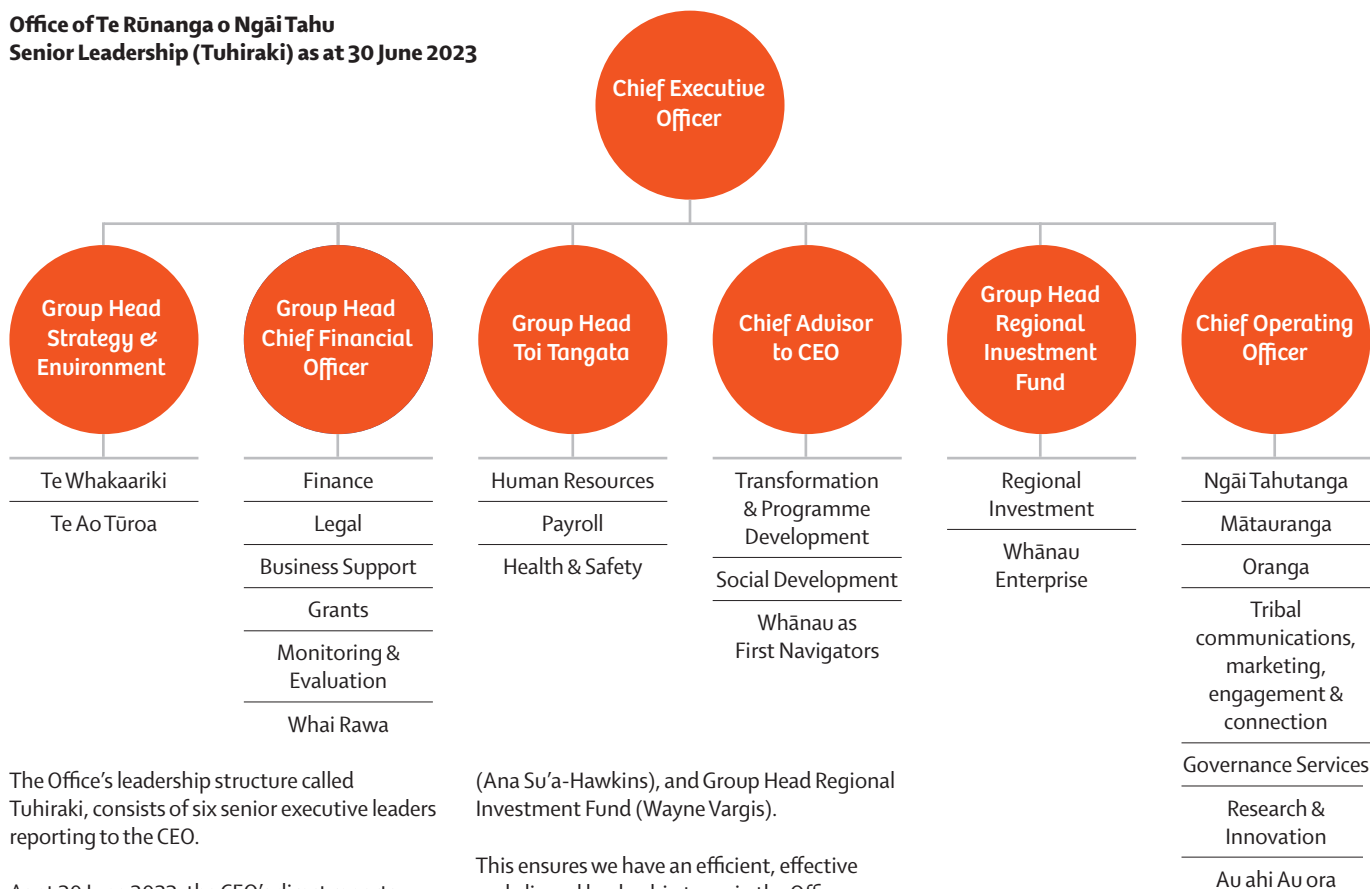 Office of Te Rūnanga o Ngāi Tahu
Senior Leadership (Tuhiraki) as at 30 June 2023
Chief Executive
Officer
Group Head
Strategy &
Environment
Te Whakaariki
Te Ao Tūroa
Group Head
Chief Financial
Officer
Finance
Legal
Business Support
Grants
Monitoring &
Evaluation
Whai Rawa
Group Head
Toi Tangata
Human Resources
Payroll
Health & Safety
Chief Advisor
to CEO
Transformation
& Programme
Development
Social Development
Whānau as
First Navigators
Group Head
Regional
Investment
Fund
Regional
Investment
Whānau
Enterprise
Chief Operating
Officer
Ngāi Tahutanga
Mātauranga
Oranga
Tribal
communications,
marketing,
engagement &
connection
Governance Services
Research &
Innovation
Au ahi Au ora
The Office's leadership structure called
Tuhiraki, consists of six senior executive leaders
reporting to the CEO.
(Ana Su'a-Hawkins), and Group Head Regional
Investment Fund (Wayne Vargis).
This ensures we have an efficient, effective